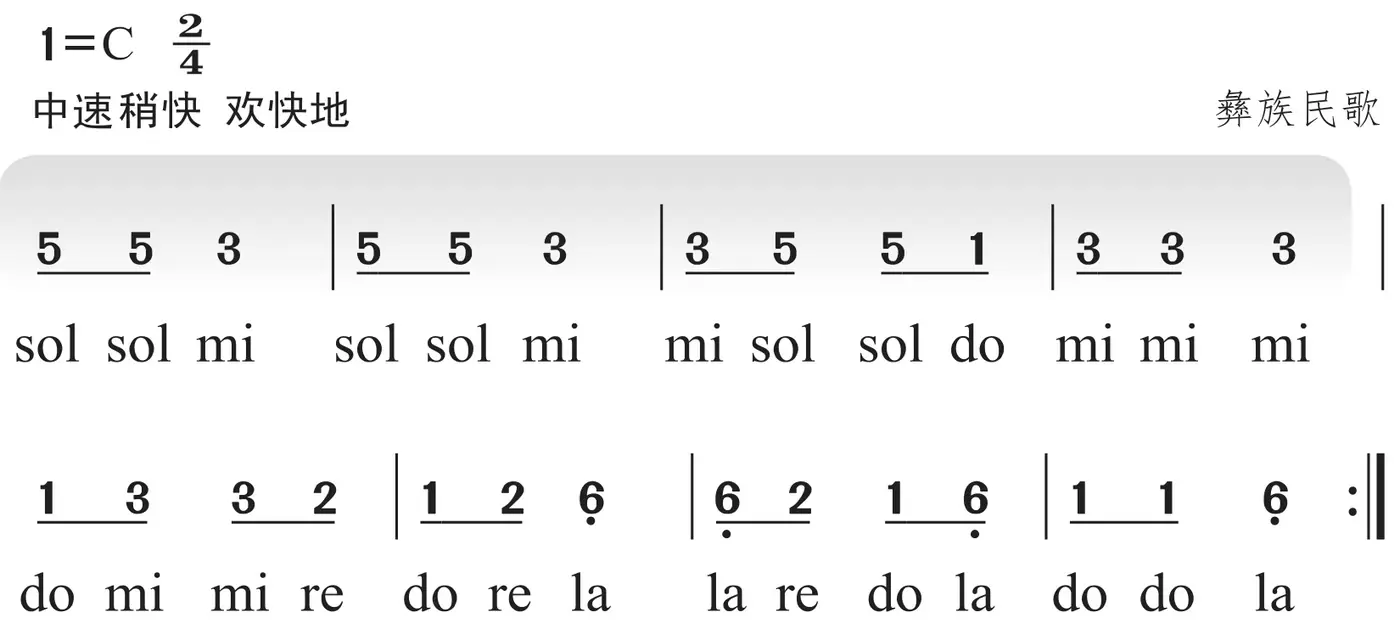 1=C 2/4
中速稍快 欢快地 彝族民歌
5 5 3 | 5 5 3 | 3 5 5 1 | 3 3 3 |
sol sol mi sol sol mi mi sol sol do mi mi mi
1 3 3 2 | 1 2 6̣ | 6̣ 2 1 6̣ | 1 1 6̣ :‖
do mi mi re do re la la re do la do do la